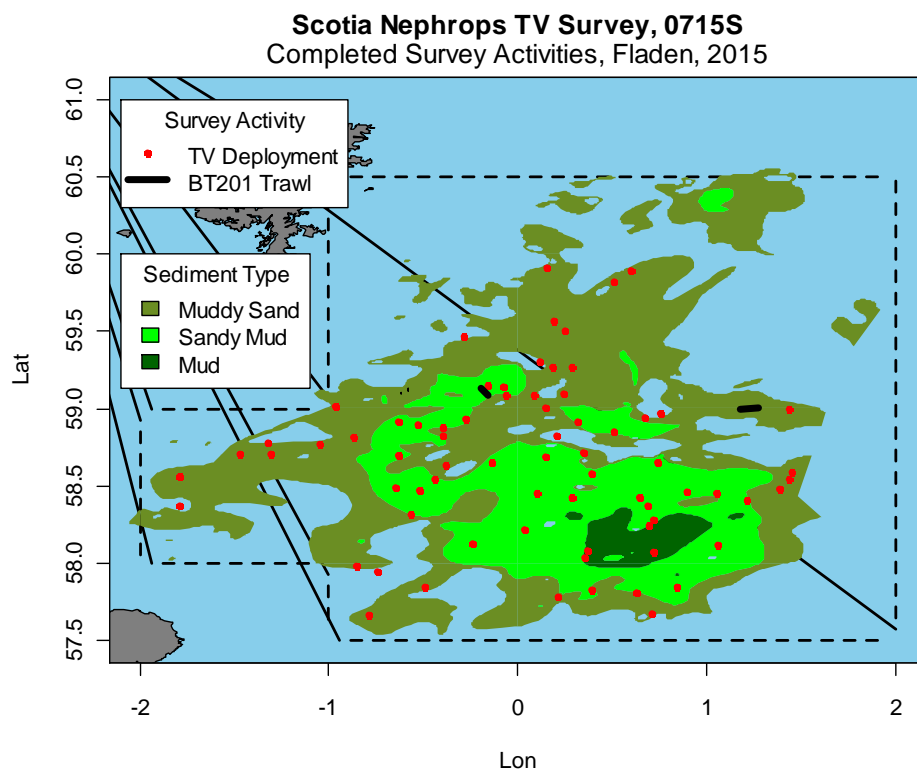 Scotia Nephrops TV Survey, 0715S
Completed Survey Activities, Fladen, 2015
Survey Activity
TV Deployment
BT201 Trawl
Sediment Type
Muddy Sand
Sandy Mud
Mud
Lat
61.0
60.5
60.0
59.5
59.0
58.5
58.0
57.5
-2
-1
0
1
2
Lon